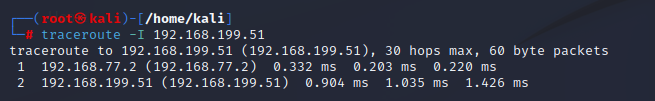 ┌──(root㉿kali)-[/home/kali]
└─# traceroute -I 192.168.199.51
traceroute to 192.168.199.51 (192.168.199.51), 30 hops max, 60 byte packets
 1  192.168.77.2 (192.168.77.2)  0.332 ms  0.203 ms  0.220 ms
 2  192.168.199.51 (192.168.199.51)  0.904 ms  1.035 ms  1.426 ms